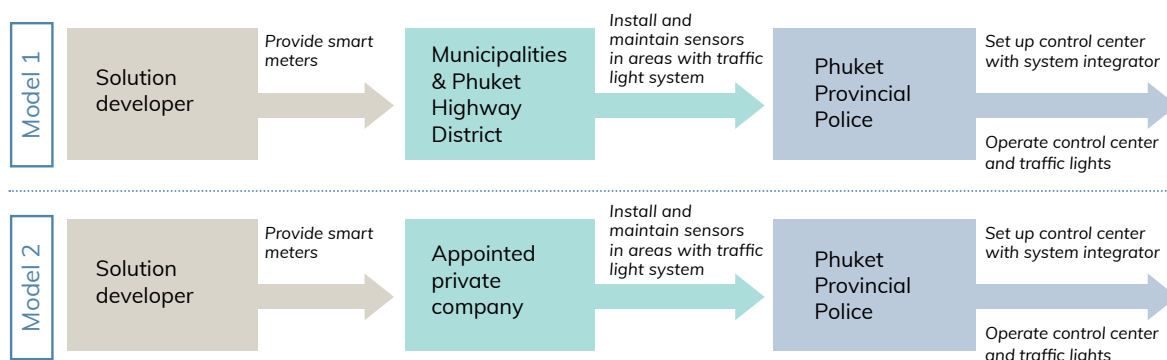 Model 1
Solution
developer
Provide smart
meters
Municipalities
& Phuket
Highway
District
Install and
maintain sensors
in areas with traffic
light system
Phuket
Provincial
Police
Set up control center
with system integrator
Operate control center
and traffic lights
Model 2
Solution
developer
Provide smart
meters
Appointed
private
company
Install and
maintain sensors
in areas with traffic
light system
Phuket
Provincial
Police
Set up control center
with system integrator
Operate control center
and traffic lights